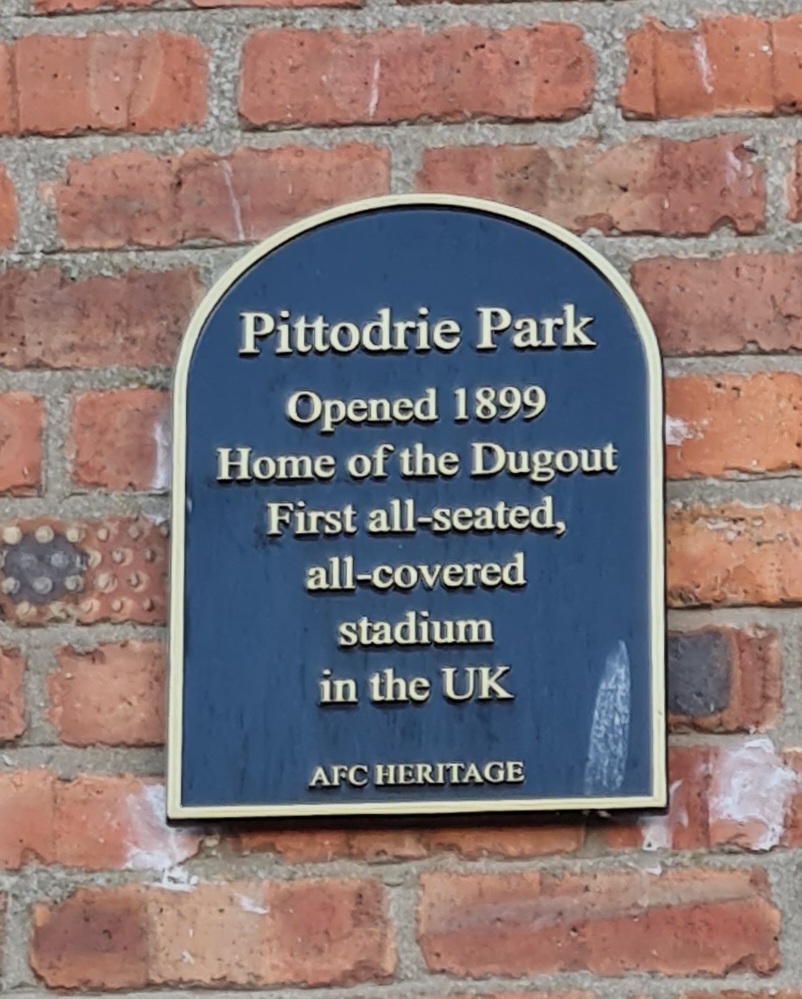 Pittodrie Park
Opened 1899
Home of the Dugout
First all-seated,
all-covered
stadium
in the UK
AFC HERITAGE